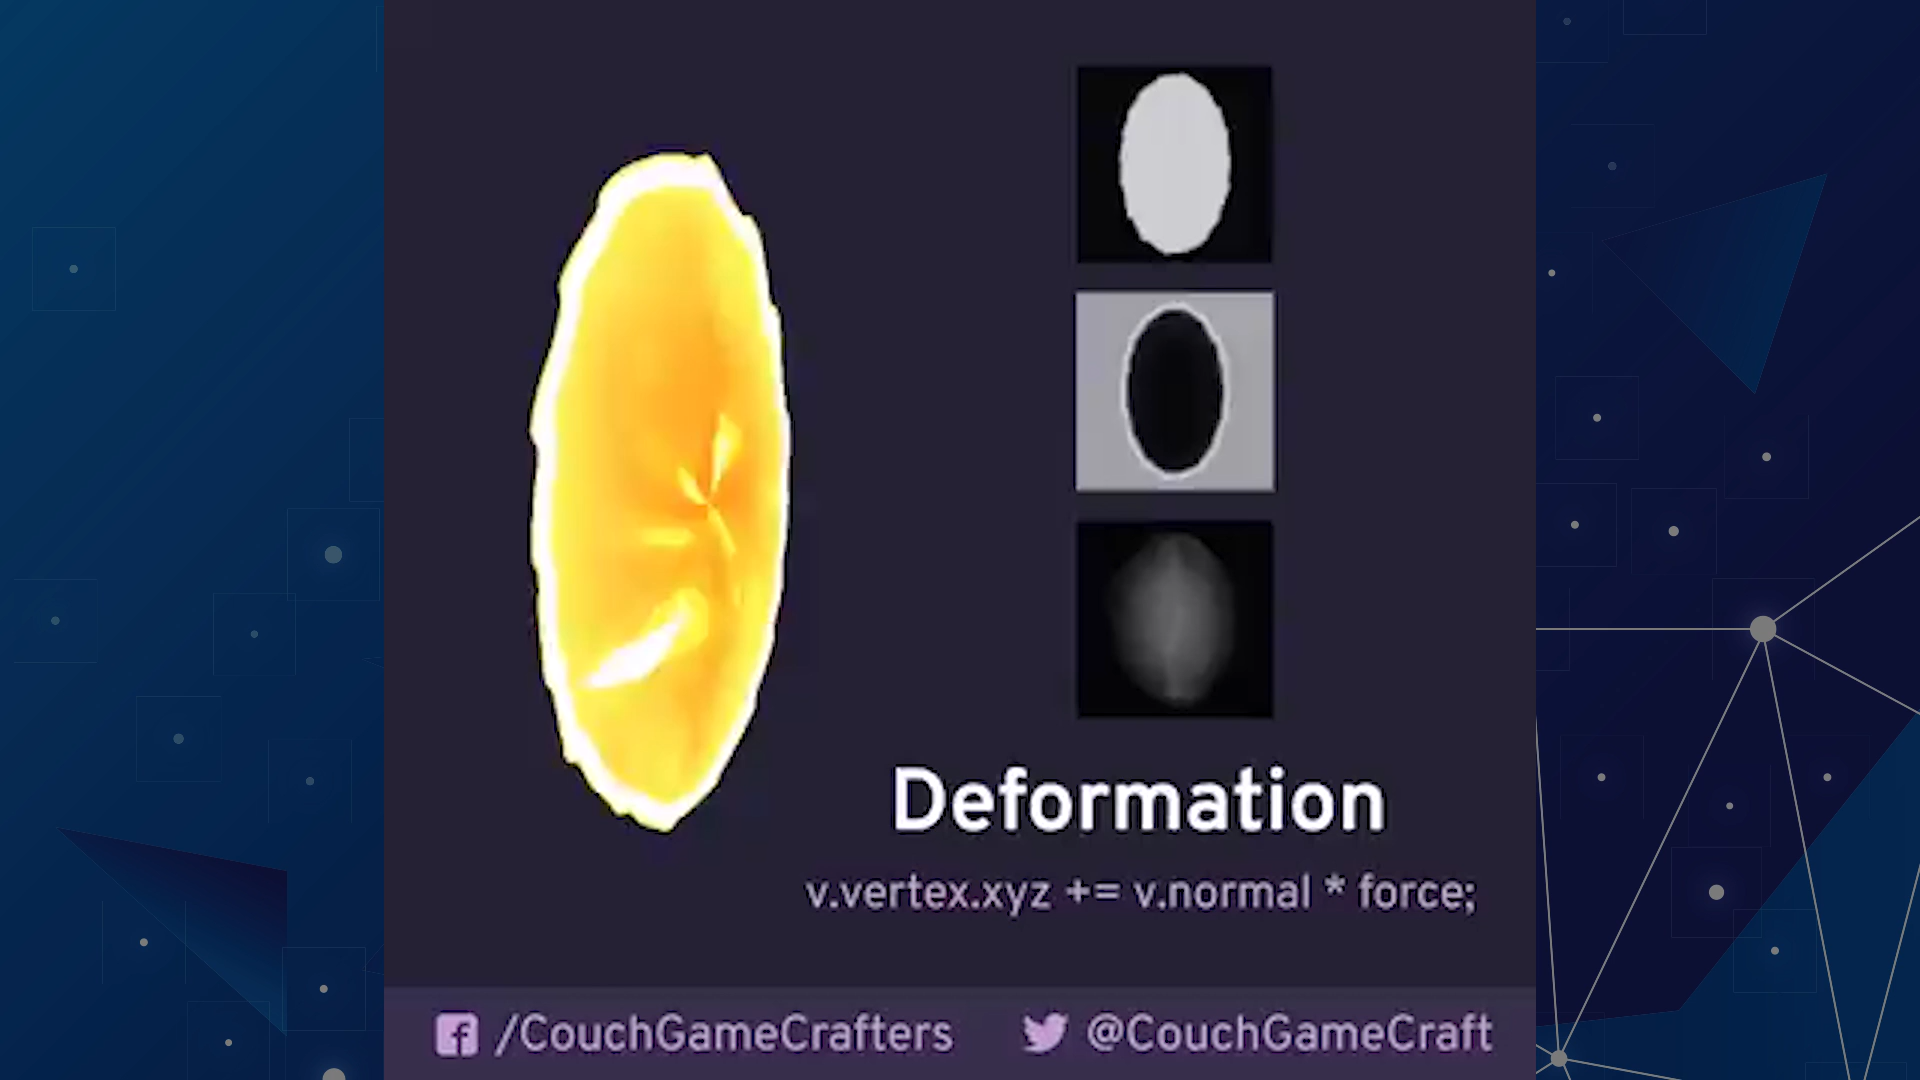 Deformation
v.vertex.xyz += v.normal * force;
/CouchGameCrafters
@CouchGameCraft